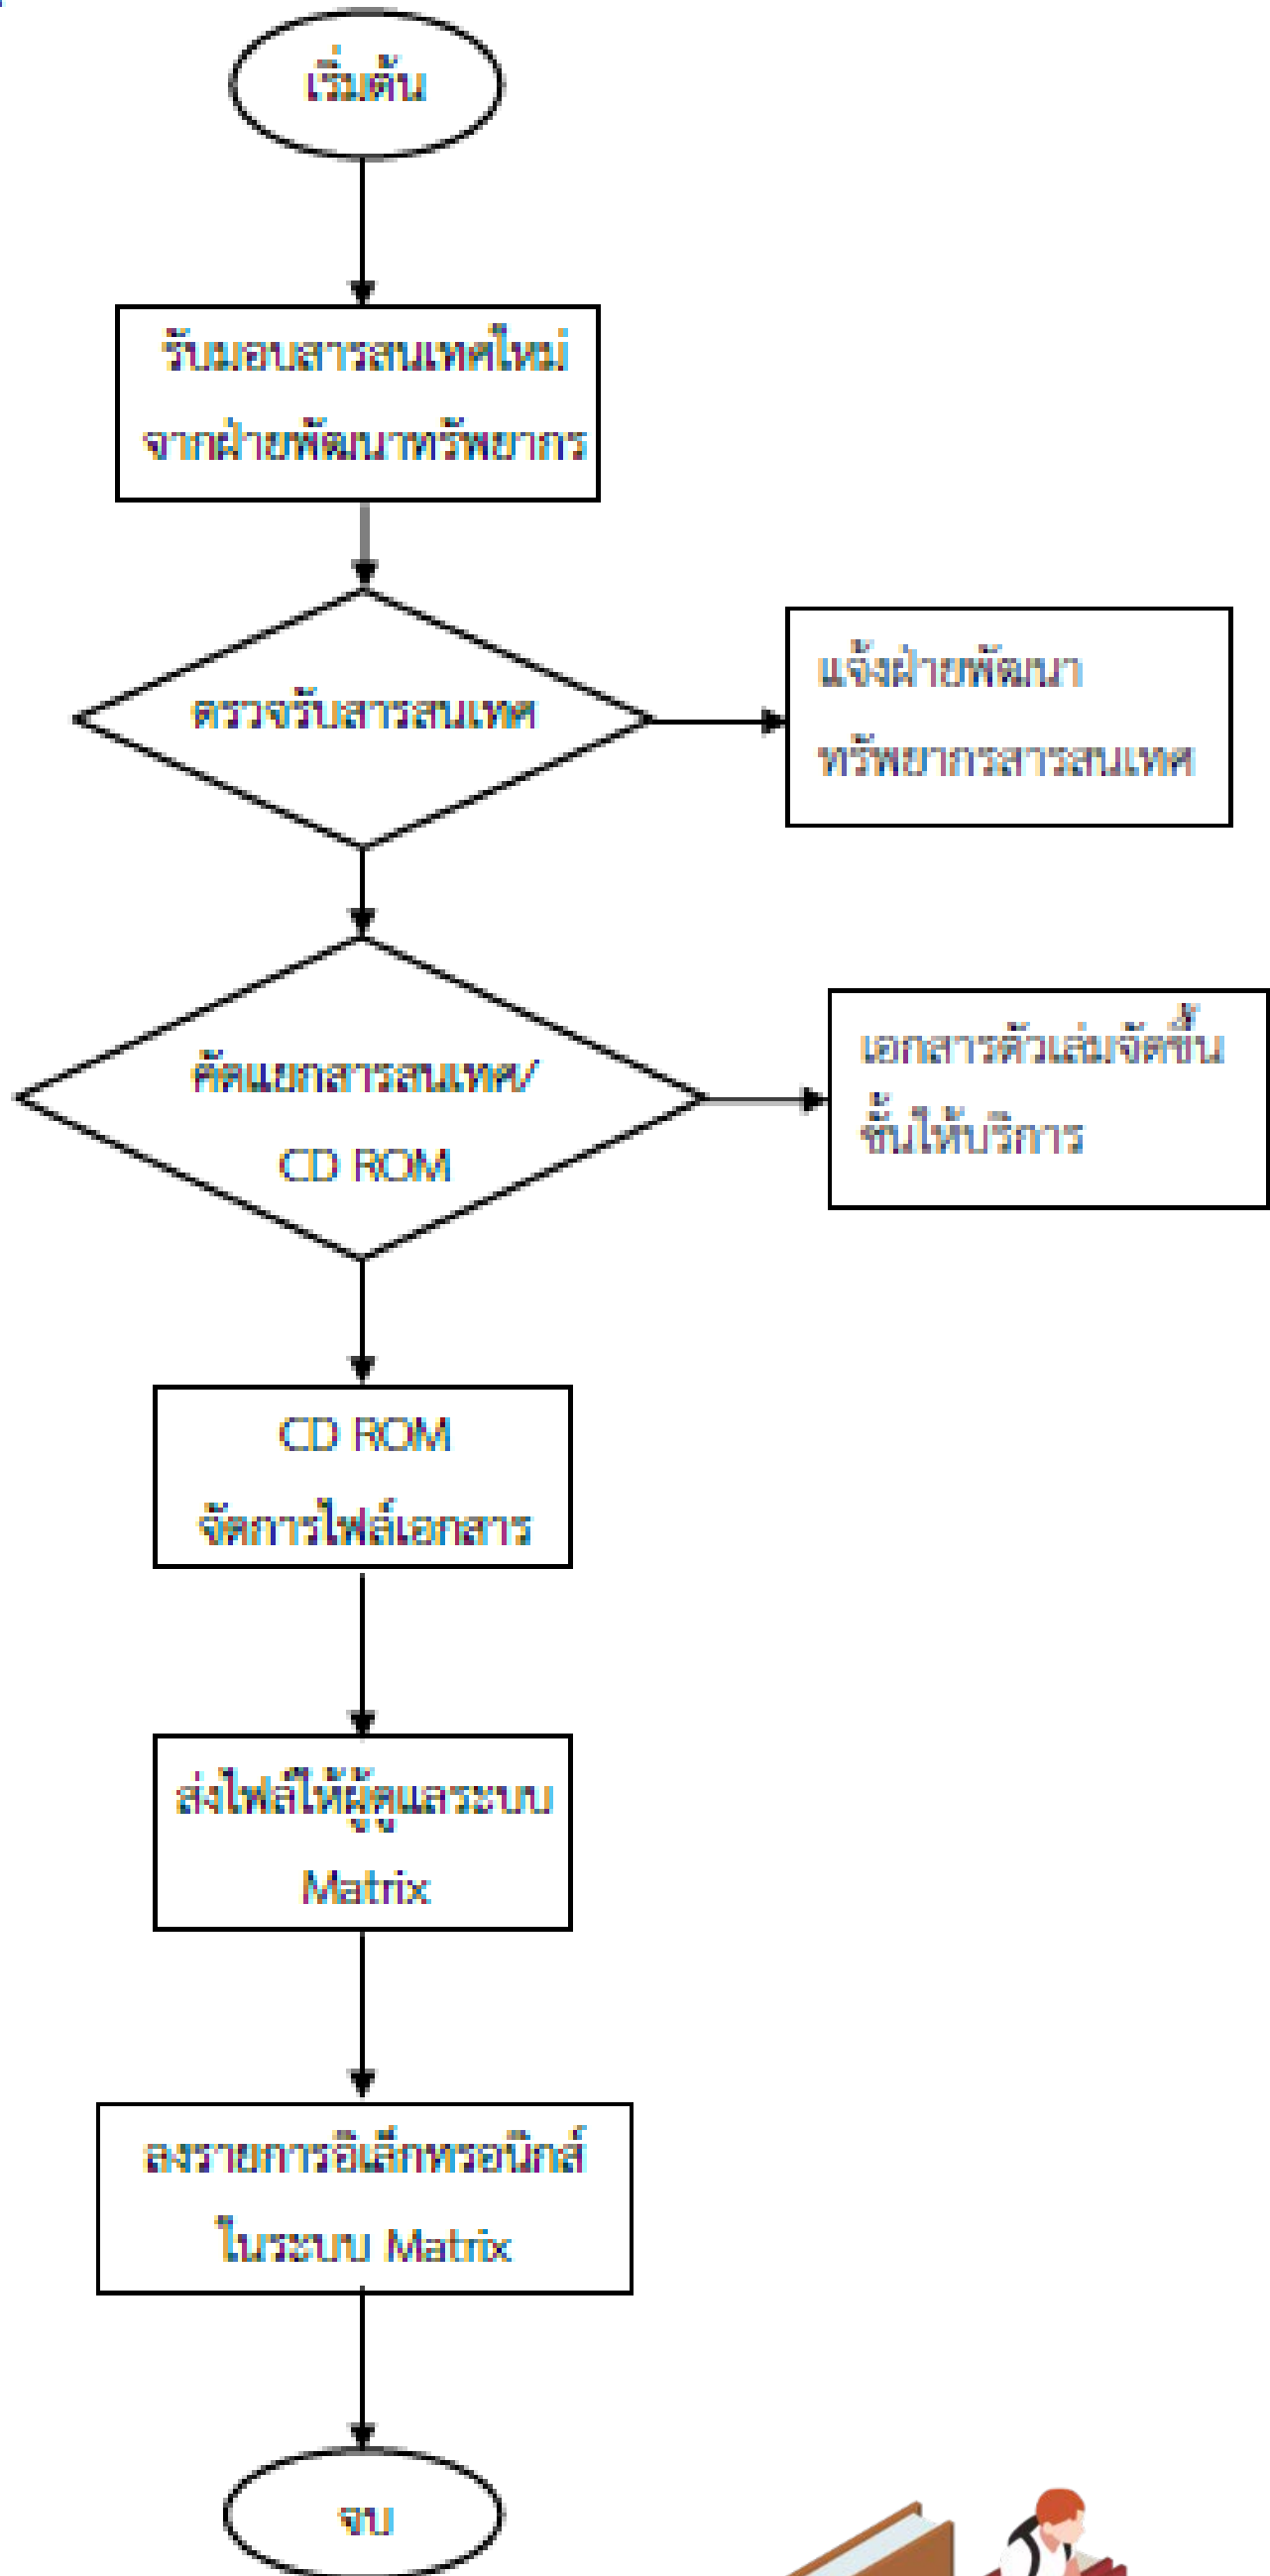 เริ่มต้น
รับมอบสารสนเทศใหม่
จากฝ่ายพัฒนาทรัพยากร
ตรวจรับสารสนเทศ
แจ้งฝ่ายพัฒนา
ทรัพยากรสารสนเทศ
คัดแยกสารสนเทศ/
CD ROM
เอกสารตัวเล่มจัดขึ้น
ชั้นให้บริการ
CD ROM
จัดการไฟล์เอกสาร
ส่งไฟล์ให้ผู้ดูแลระบบ
Matrix
ลงรายการอิเล็กทรอนิกส์
ในระบบ Matrix
จบ